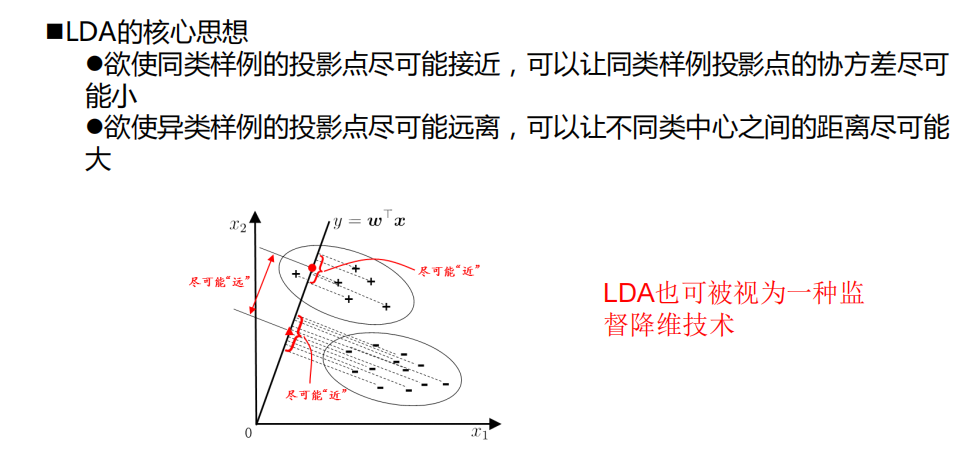 ■LDA的核心思想
●欲使同类样例的投影点尽可能接近，可以让同类样例投影点的协方差尽可
能小
●欲使异类样例的投影点尽可能远离，可以让不同类中心之间的距离尽可能
大
x₂
y = w⊤x
尽可能“远”
尽可能“近”
LDA也可被视为一种监
督降维技术
尽可能“近”
0
x₁